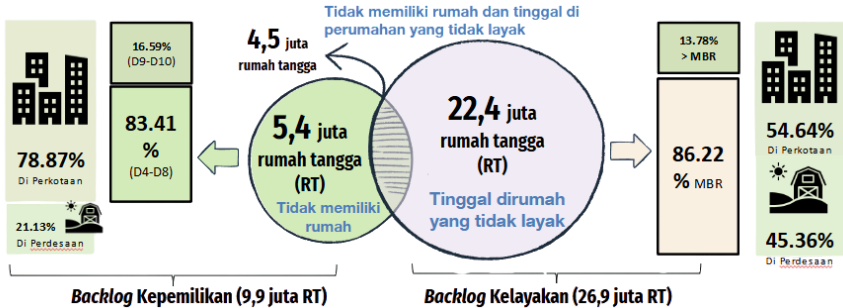 Tidak memiliki rumah dan tinggal di
perumahan yang tidak layak
4,5 juta
rumah tangga
16.59%
(D9-D10)
83.41
%
(D4-D8)
78.87%
Di Perkotaan
21.13%
Di Perdesaan
5,4 juta
rumah tangga
(RT)
Tidak memiliki
rumah
22,4 juta
rumah tangga
(RT)
Tinggal dirumah
yang tidak layak
13.78%
> MBR
86.22
% MBR
54.64%
Di Perkotaan
45.36%
Di Perdesaan
Backlog Kepemilikan (9,9 juta RT)
Backlog Kelayakan (26,9 juta RT)